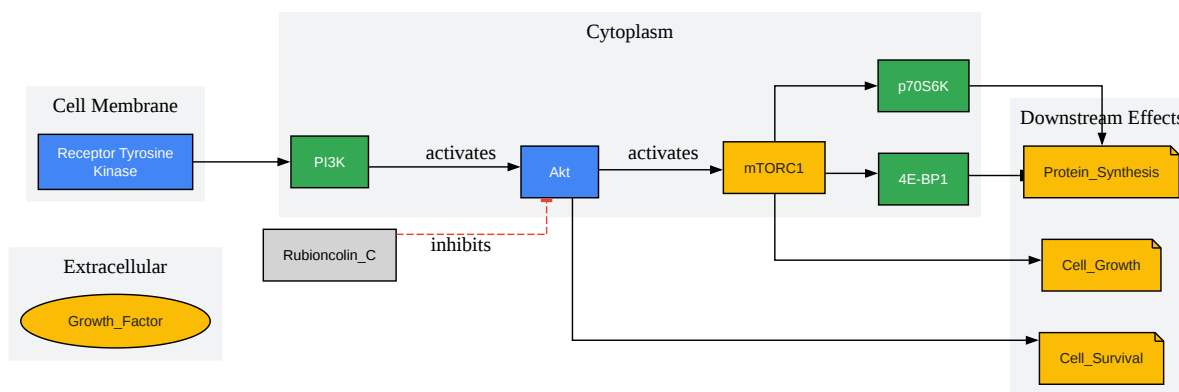 Cytoplasm
Cell Membrane
Receptor Tyrosine
Kinase
PI3K
activates
Akt
activates
mTORC1
p70S6K
4E-BP1
Downstream Effects
Protein_Synthesis
Rubioncolin_C
inhibits
Cell_Growth
Extracellular
Growth_Factor
Cell_Survival